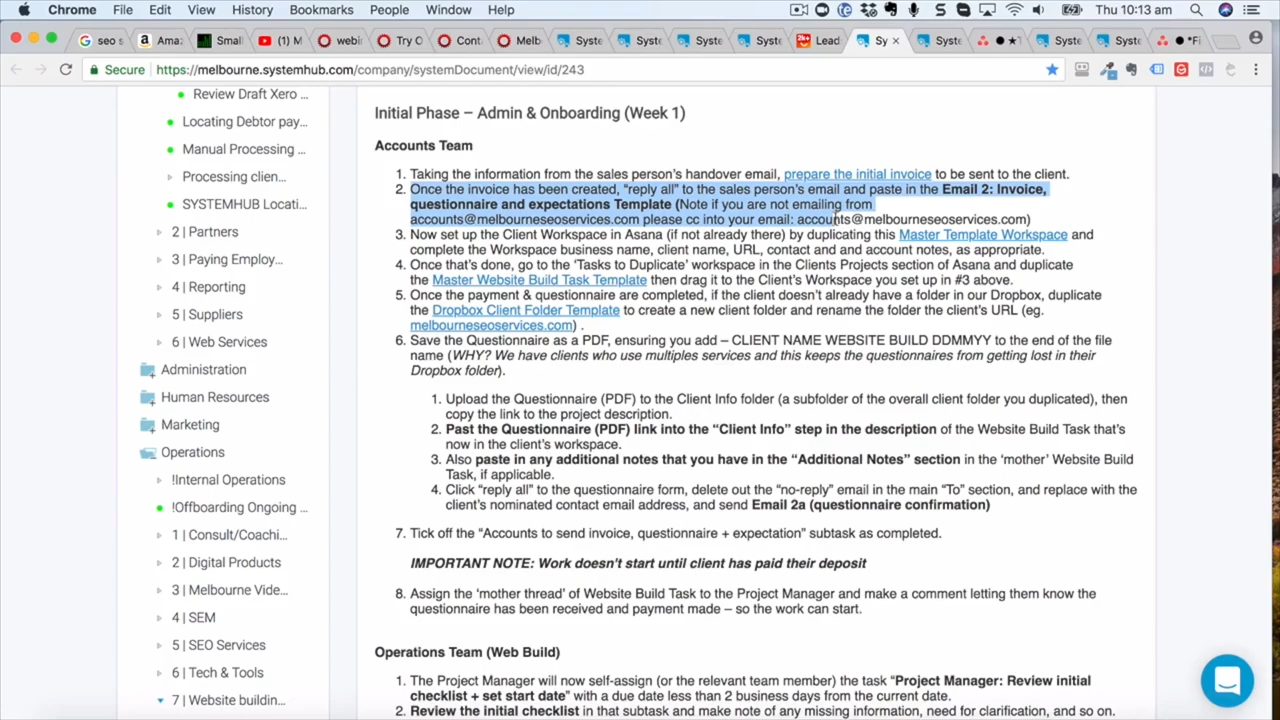 Chrome File Edit View History Bookmarks People Window Help Thu 10:13 am
seo s Amaz Small (1) M webir Try C Cont Melb Syste Syste Syste Syste 2k+ Lead Sy Syste Syste Syste
Secure https://melbourne.systemhub.com/company/systemDocument/view/id/243
Review Draft Xero ...
Locating Debtor pay...
Manual Processing ...
Processing clien...
SYSTEMHUB Locati...
2 | Partners
3 | Paying Employ...
4 | Reporting
5 | Suppliers
6 | Web Services
Administration
Human Resources
Marketing
Operations
!Internal Operations
!Offboarding Ongoing ...
1 | Consult/Coachi...
2 | Digital Products
3 | Melbourne Vide...
4 | SEM
5 | SEO Services
6 | Tech & Tools
7 | Website buildin...
Initial Phase – Admin & Onboarding (Week 1)
Accounts Team
1. Taking the information from the sales person’s handover email, prepare the initial invoice to be sent to the client.
2. Once the invoice has been created, “reply all” to the sales person’s email and paste in the Email 2: Invoice,
questionnaire and expectations Template (Note if you are not emailing from
accounts@melbourneseoservices.com please cc into your email: accounts@melbourneseoservices.com)
3. Now set up the Client Workspace in Asana (if not already there) by duplicating this Master Template Workspace and
complete the Workspace business name, client name, URL, contact and and account notes, as appropriate.
4. Once that’s done, go to the ‘Tasks to Duplicate’ workspace in the Clients Projects section of Asana and duplicate
the Master Website Build Task Template then drag it to the Client’s Workspace you set up in #3 above.
5. Once the payment & questionnaire are completed, if the client doesn’t already have a folder in our Dropbox, duplicate
the Dropbox Client Folder Template to create a new client folder and rename the folder the client’s URL (eg.
melbourneseoservices.com) .
6. Save the Questionnaire as a PDF, ensuring you add – CLIENT NAME WEBSITE BUILD DDMMYY to the end of the file
name (WHY? We have clients who use multiple services and this keeps the questionnaires from getting lost in their
Dropbox folder).
1. Upload the Questionnaire (PDF) to the Client Info folder (a subfolder of the overall client folder you duplicated), then
copy the link to the project description.
2. Past the Questionnaire (PDF) link into the “Client Info” step in the description of the Website Build Task that’s
now in the client’s workspace.
3. Also paste in any additional notes that you have in the “Additional Notes” section in the ‘mother’ Website Build
Task, if applicable.
4. Click “reply all” to the questionnaire form, delete out the “no-reply” email in the main “To” section, and replace with the
client’s nominated contact email address, and send Email 2a (questionnaire confirmation)
7. Tick off the “Accounts to send invoice, questionnaire + expectation” subtask as completed.
IMPORTANT NOTE: Work doesn't start until client has paid their deposit
8. Assign the ‘mother thread’ of Website Build Task to the Project Manager and make a comment letting them know the
questionnaire has been received and payment made – so the work can start.
Operations Team (Web Build)
1. The Project Manager will now self-assign (or the relevant team member) the task “Project Manager: Review initial
checklist + set start date” with a due date less than 2 business days from the current date.
2. Review the initial checklist in that subtask and make note of any missing information, need for clarification, and so on.